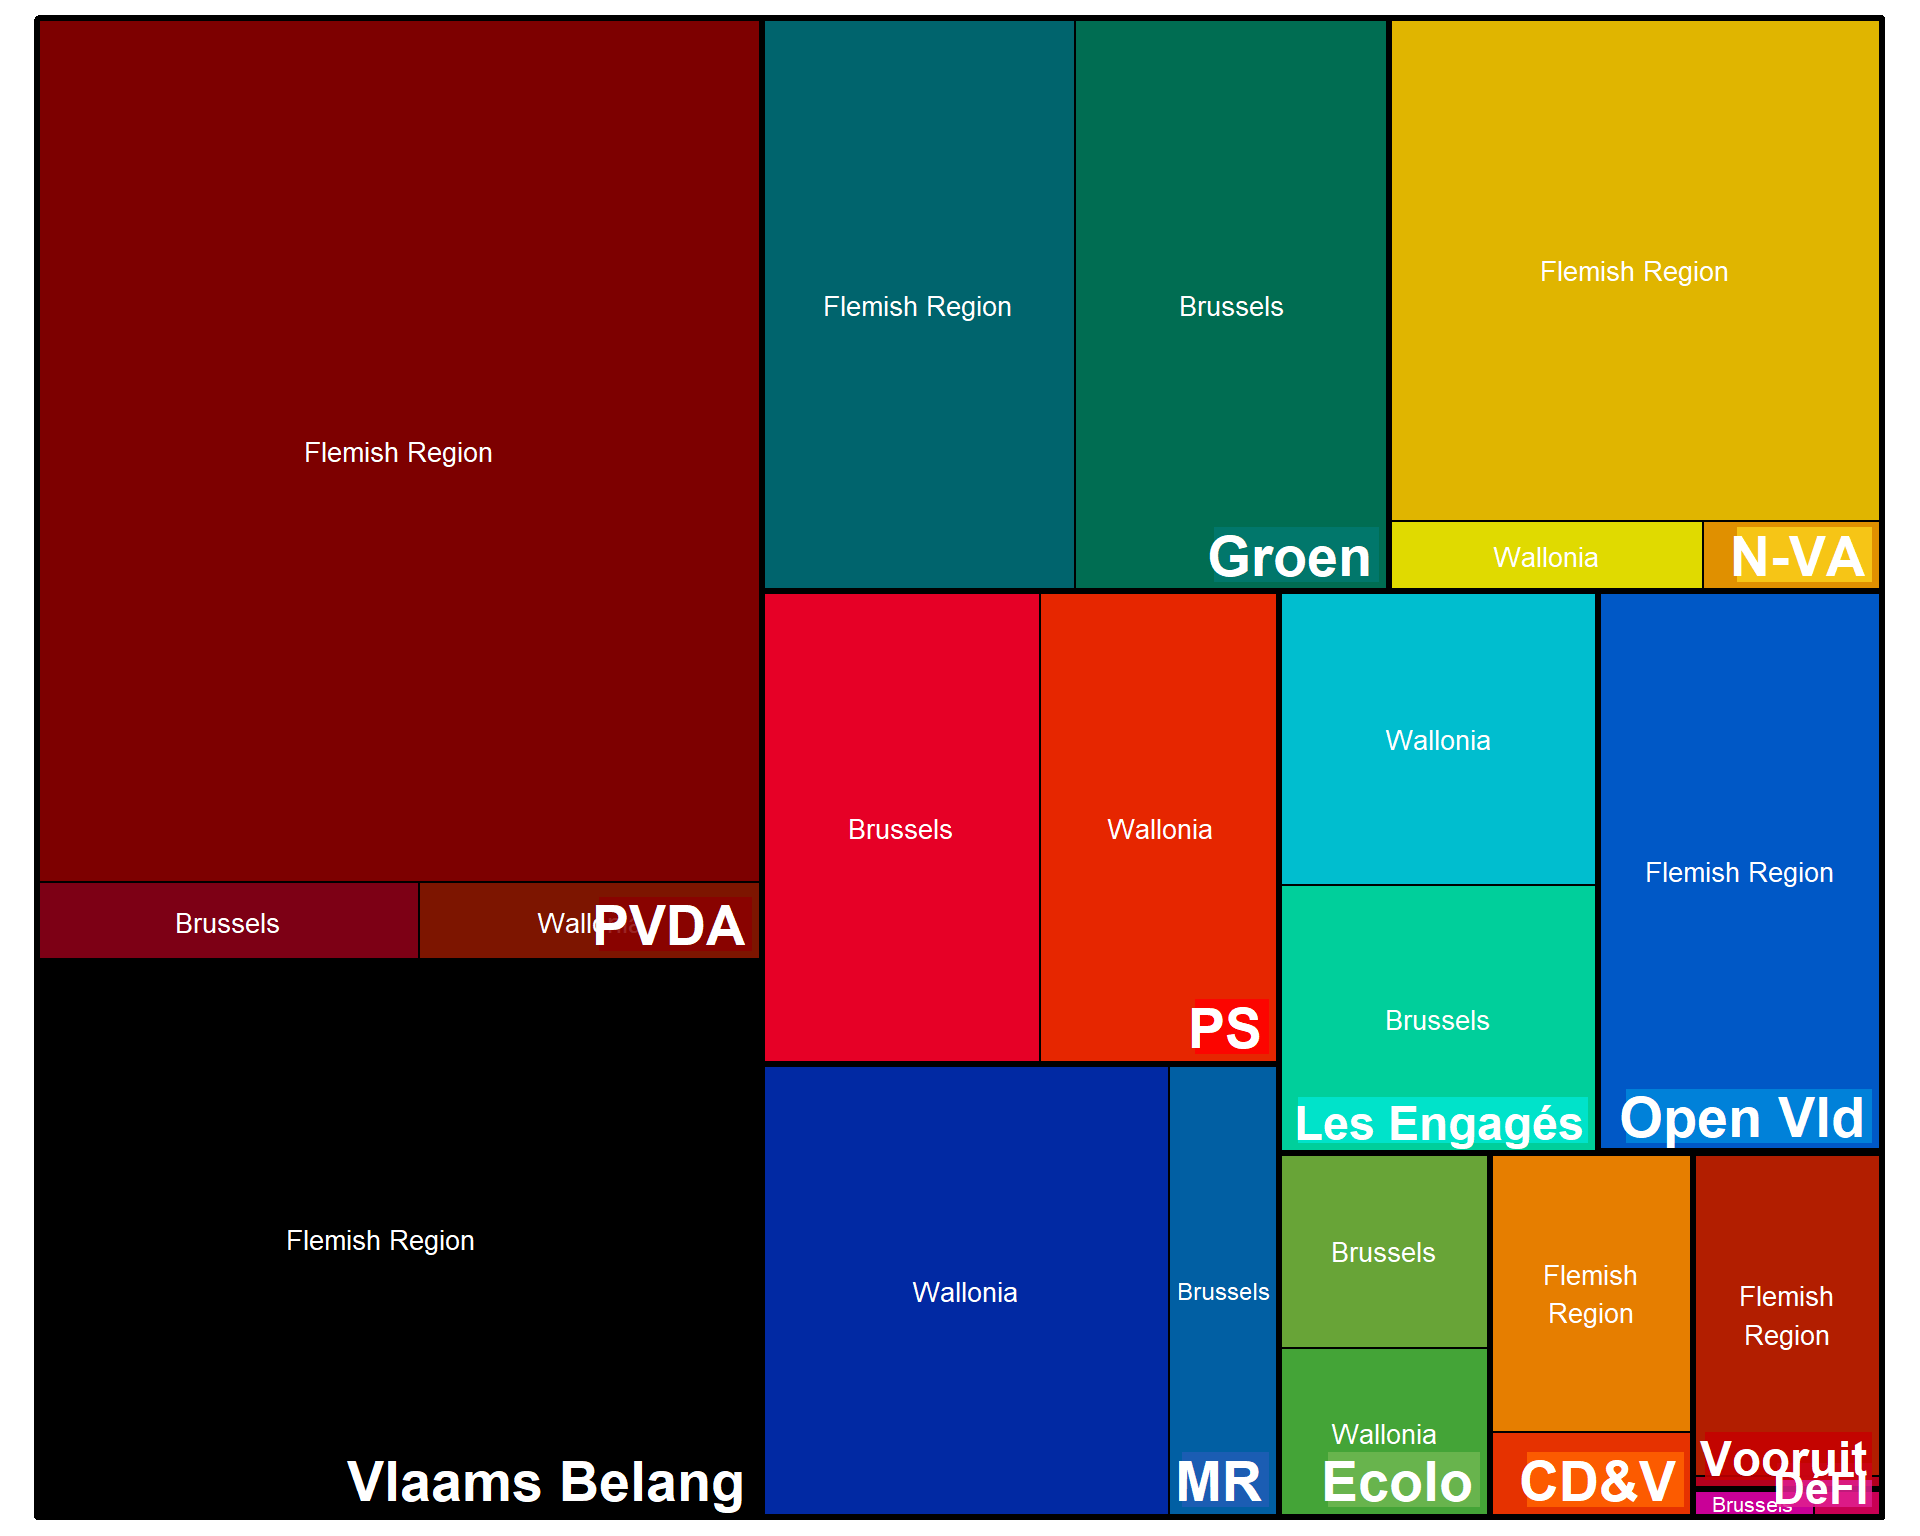 Flemish Region
Brussels
Wallonia
PVDA
Flemish Region
Vlaams Belang
Flemish Region
Brussels
Groen
Flemish Region
Wallonia
N-VA
Brussels
Wallonia
PS
Wallonia
Brussels
MR
Wallonia
Brussels
Les Engagés
Flemish Region
Open Vld
Brussels
Wallonia
Ecolo
Flemish
Region
CD&V
Flemish
Region
Vooruit
Brussels
DéFI